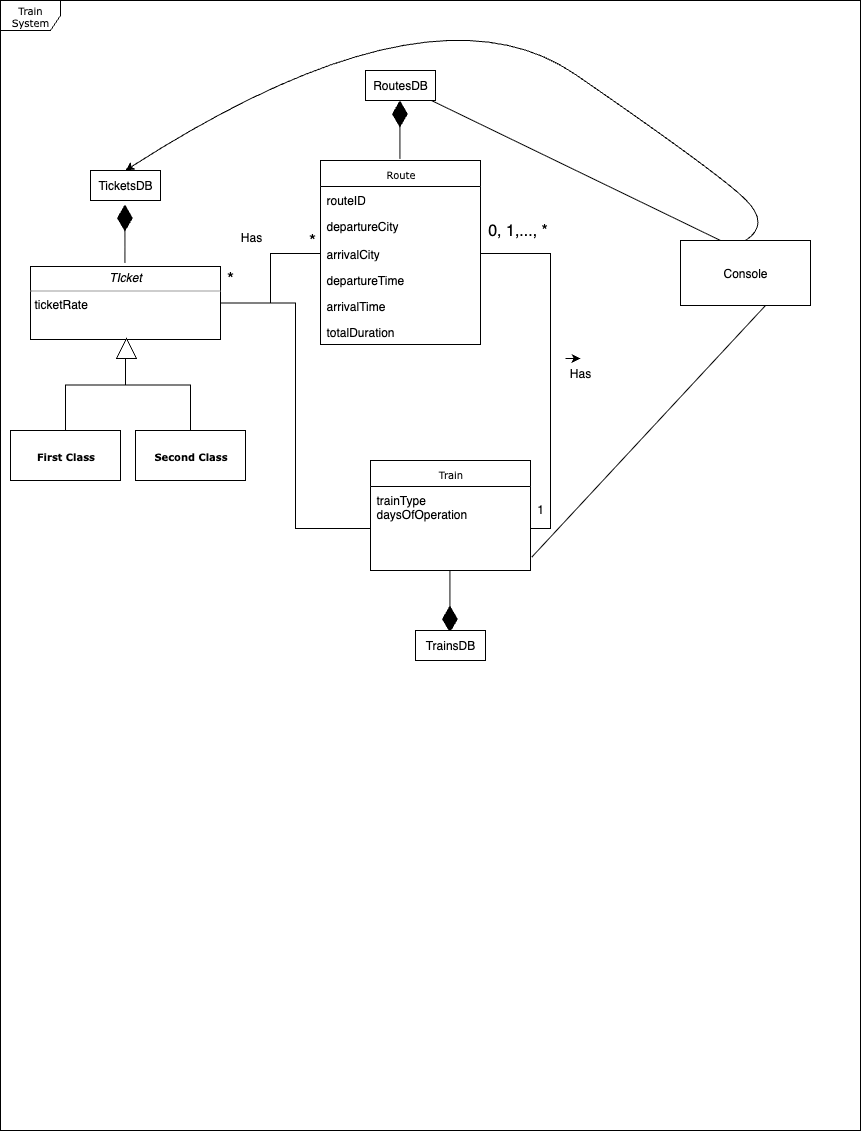 Train
System
RoutesDB
TicketsDB
Route
routeID
departureCity
arrivalCity
departureTime
arrivalTime
totalDuration
Has
*
0, 1,..., *
Console
TIcket
*
ticketRate
Has
First Class
Second Class
Train
trainType
daysOfOperation
1
TrainsDB